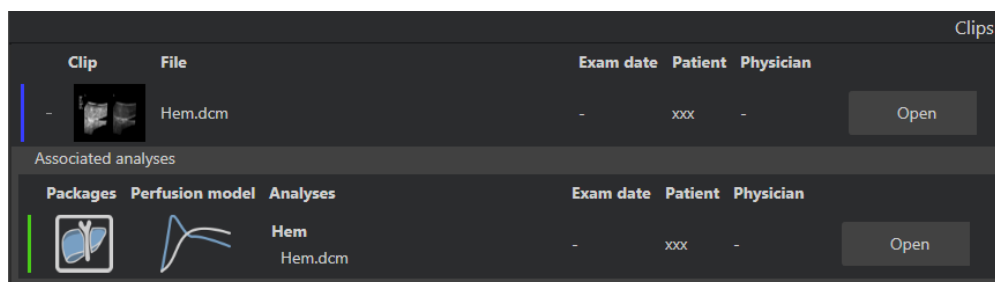 Clips
Clip File Exam date Patient Physician
- Hem.dcm - xxx - Open
Associated analyses
Packages Perfusion model Analyses Exam date Patient Physician
Hem
Hem.dcm - xxx - Open